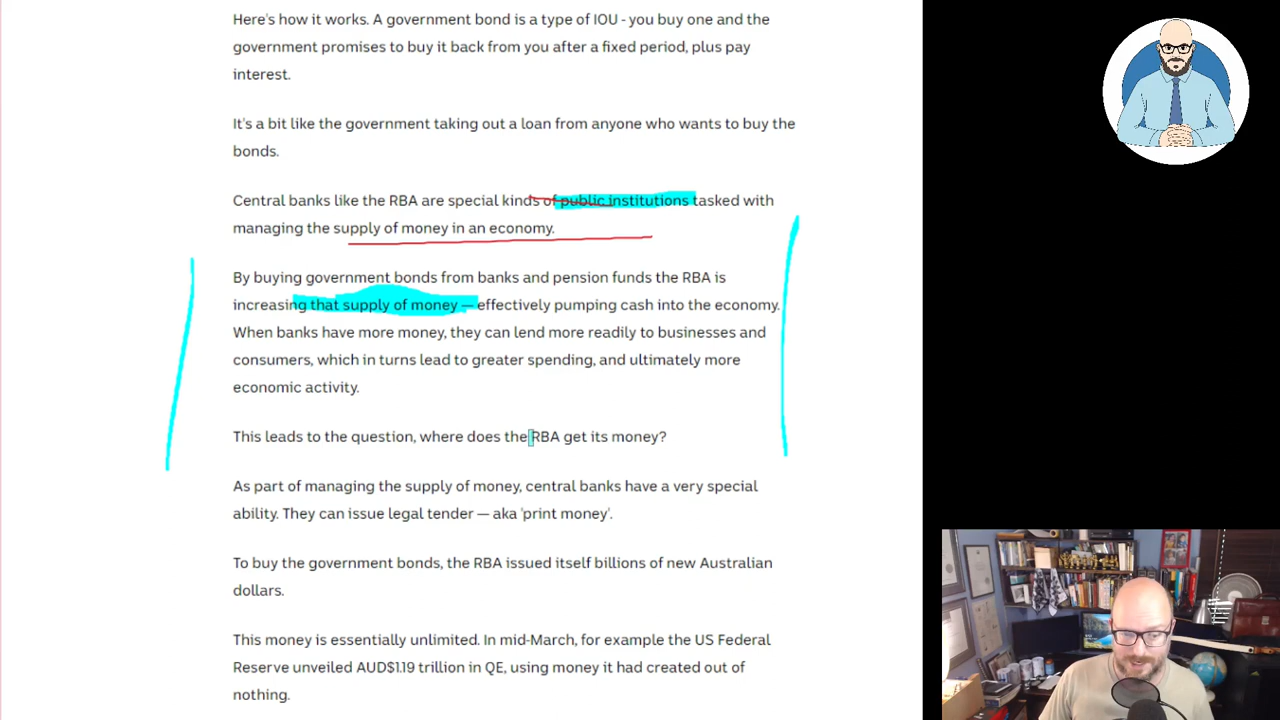 Here's how it works. A government bond is a type of IOU - you buy one and the
government promises to buy it back from you after a fixed period, plus pay
interest.
It's a bit like the government taking out a loan from anyone who wants to buy the
bonds.
Central banks like the RBA are special kinds of public institutions tasked with
managing the supply of money in an economy.
By buying government bonds from banks and pension funds the RBA is
increasing that supply of money — effectively pumping cash into the economy.
When banks have more money, they can lend more readily to businesses and
consumers, which in turns lead to greater spending, and ultimately more
economic activity.
This leads to the question, where does the RBA get its money?
As part of managing the supply of money, central banks have a very special
ability. They can issue legal tender — aka 'print money'.
To buy the government bonds, the RBA issued itself billions of new Australian
dollars.
This money is essentially unlimited. In mid-March, for example the US Federal
Reserve unveiled AUD$1.19 trillion in QE, using money it had created out of
nothing.